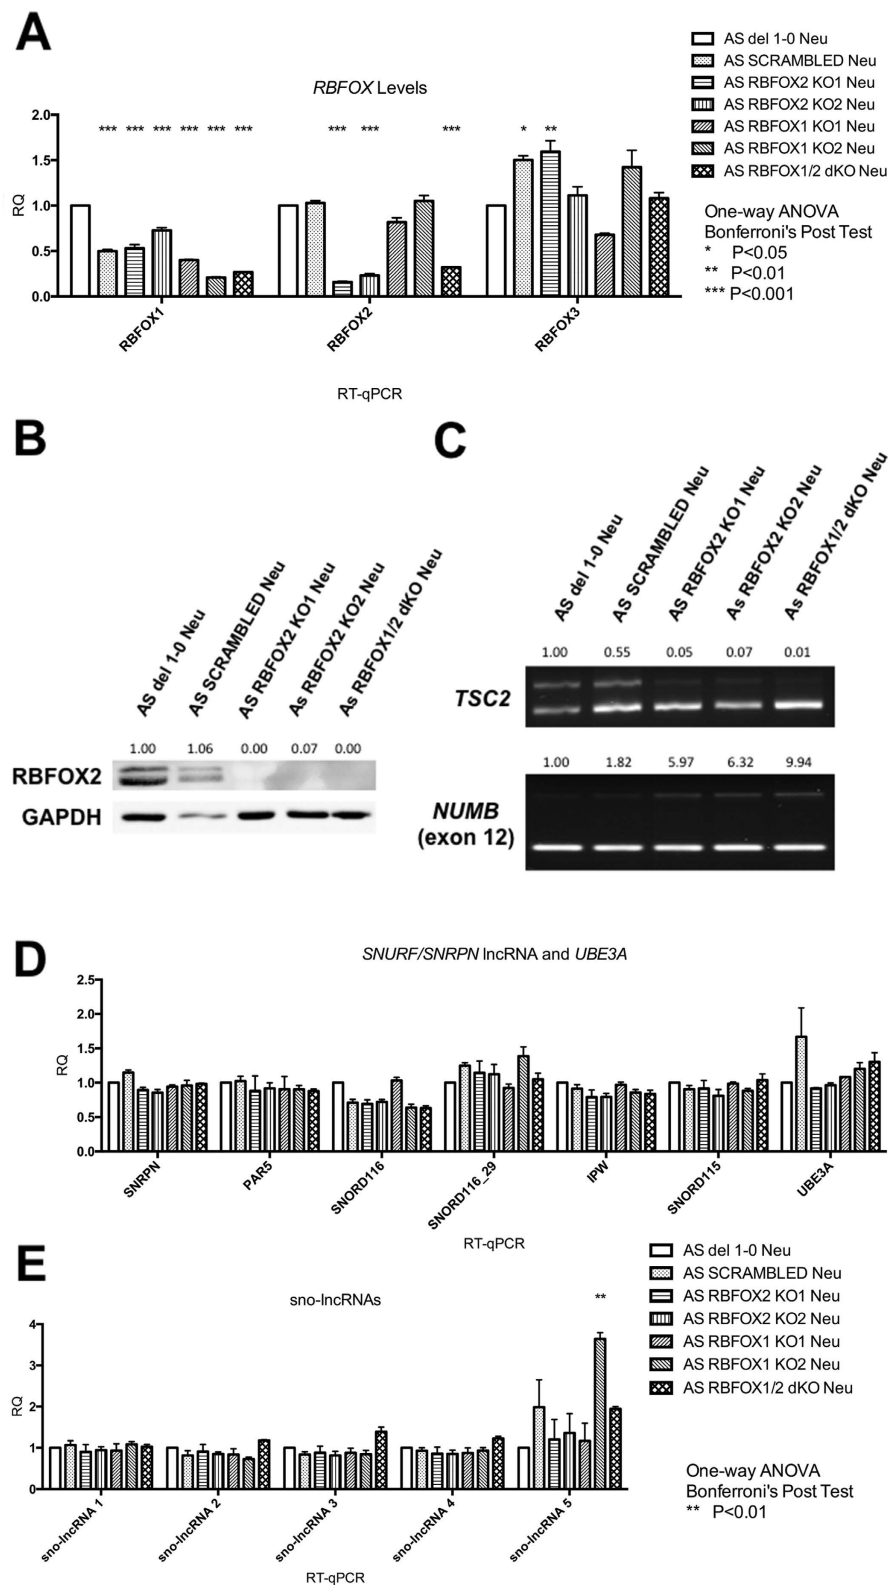 A
AS del 1-0 Neu
AS SCRAMBLED Neu
AS RBFOX2 KO1 Neu
AS RBFOX2 KO2 Neu
AS RBFOX1 KO1 Neu
AS RBFOX1 KO2 Neu
AS RBFOX1/2 dKO Neu
RBFOX Levels
2.0
1.5
1.0
0.5
0.0
RQ
*** *** *** *** *** *** *** *** *** * **
RBFOX1 RBFOX2 RBFOX3
RT-qPCR
One-way ANOVA
Bonferroni's Post Test
* P<0.05
** P<0.01
*** P<0.001
B
AS del 1-0 Neu
AS SCRAMBLED Neu
AS RBFOX2 KO1 Neu
As RBFOX2 KO2 Neu
As RBFOX1/2 dKO Neu
1.00 1.06 0.00 0.07 0.00
RBFOX2
GAPDH
C
AS del 1-0 Neu
AS SCRAMBLED Neu
As RBFOX2 KO1 Neu
As RBFOX2 KO2 Neu
As RBFOX1/2 dKO Neu
1.00 0.55 0.05 0.07 0.01
TSC2
1.00 1.82 5.97 6.32 9.94
NUMB
(exon 12)
D
SNURF/SNRPN lncRNA and UBE3A
2.5
2.0
1.5
1.0
0.5
0.0
RQ
SNRPN PAR5 SNORD116 SNORD116_29 IPW SNORD115 UBE3A
RT-qPCR
E
AS del 1-0 Neu
AS SCRAMBLED Neu
AS RBFOX2 KO1 Neu
AS RBFOX2 KO2 Neu
AS RBFOX1 KO1 Neu
AS RBFOX1 KO2 Neu
AS RBFOX1/2 dKO Neu
sno-lncRNAs
**
4
3
2
1
0
RQ
sno-lncRNA 1 sno-lncRNA 2 sno-lncRNA 3 sno-lncRNA 4 sno-lncRNA 5
RT-qPCR
One-way ANOVA
Bonferroni's Post Test
** P<0.01